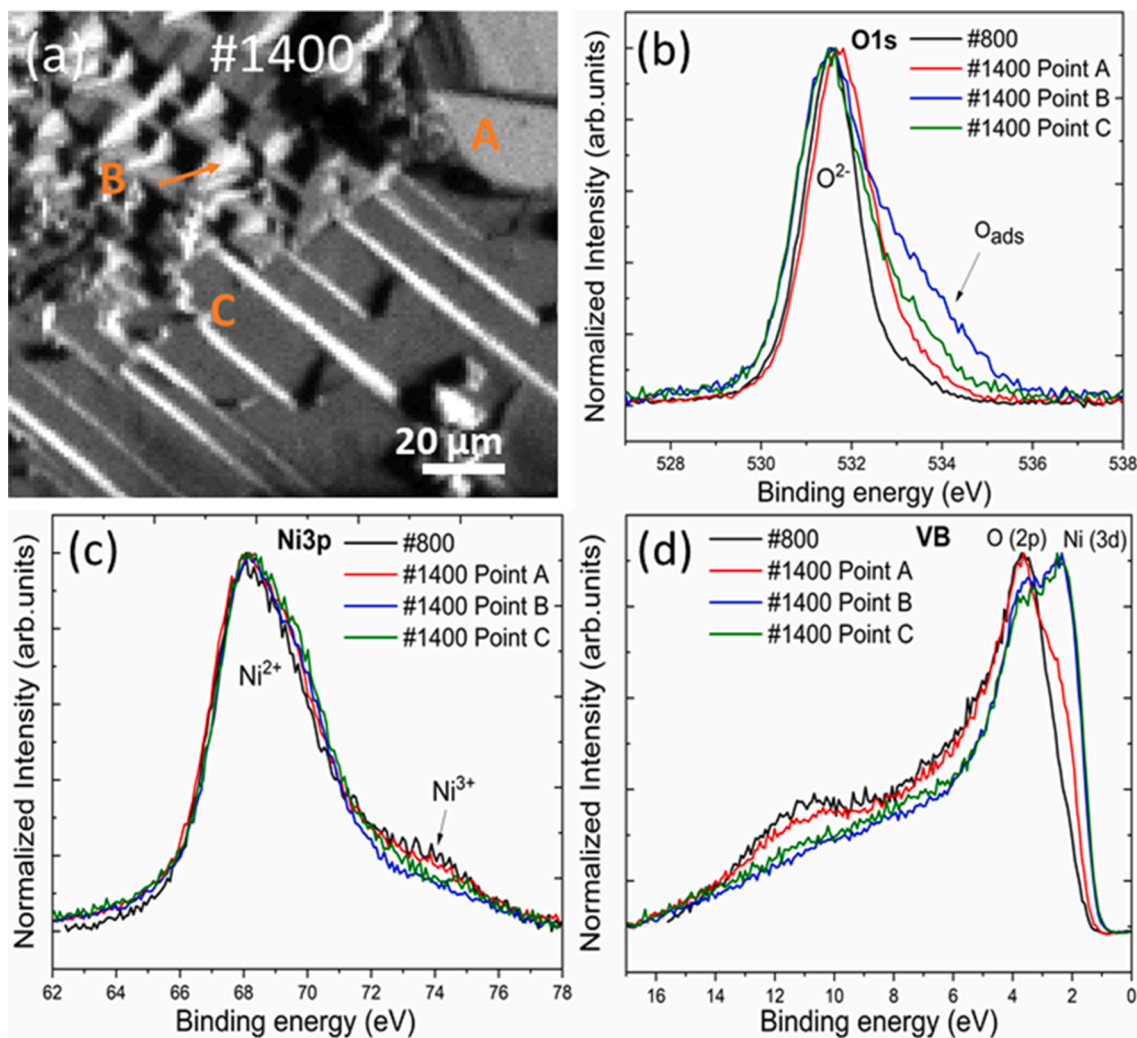 (a)
#1400
A
B
C
20 µm
(b)
O1s
#800
#1400 Point A
#1400 Point B
#1400 Point C
O2-
Oads
Normalized Intensity (arb.units)
528 530 532 534 536 538
Binding energy (eV)
(c)
Ni3p
#800
#1400 Point A
#1400 Point B
#1400 Point C
Ni2+
Ni3+
Normalized Intensity (arb.units)
62 64 66 68 70 72 74 76 78
Binding energy (eV)
(d)
VB
O (2p)
Ni (3d)
#800
#1400 Point A
#1400 Point B
#1400 Point C
Normalized Intensity (arb.units)
16 14 12 10 8 6 4 2 0
Binding energy (eV)